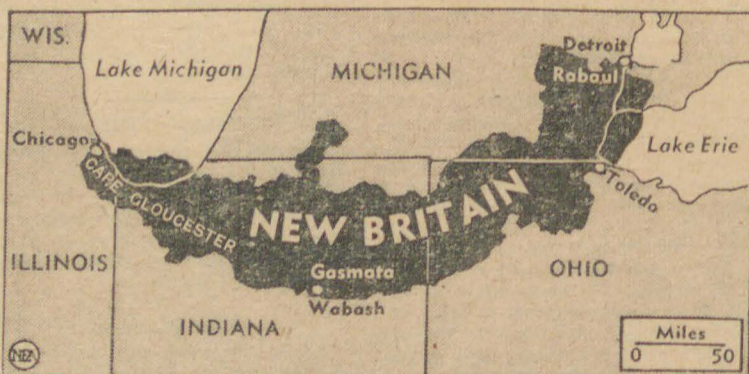 WIS.
Lake Michigan
MICHIGAN
Detroit
Rabaul
Chicago
Lake Erie
CAPE GLOUCESTER
NEW BRITAIN
Toledo
ILLINOIS
Gasmata
OHIO
Wabash
INDIANA
Miles
0 50
NEA